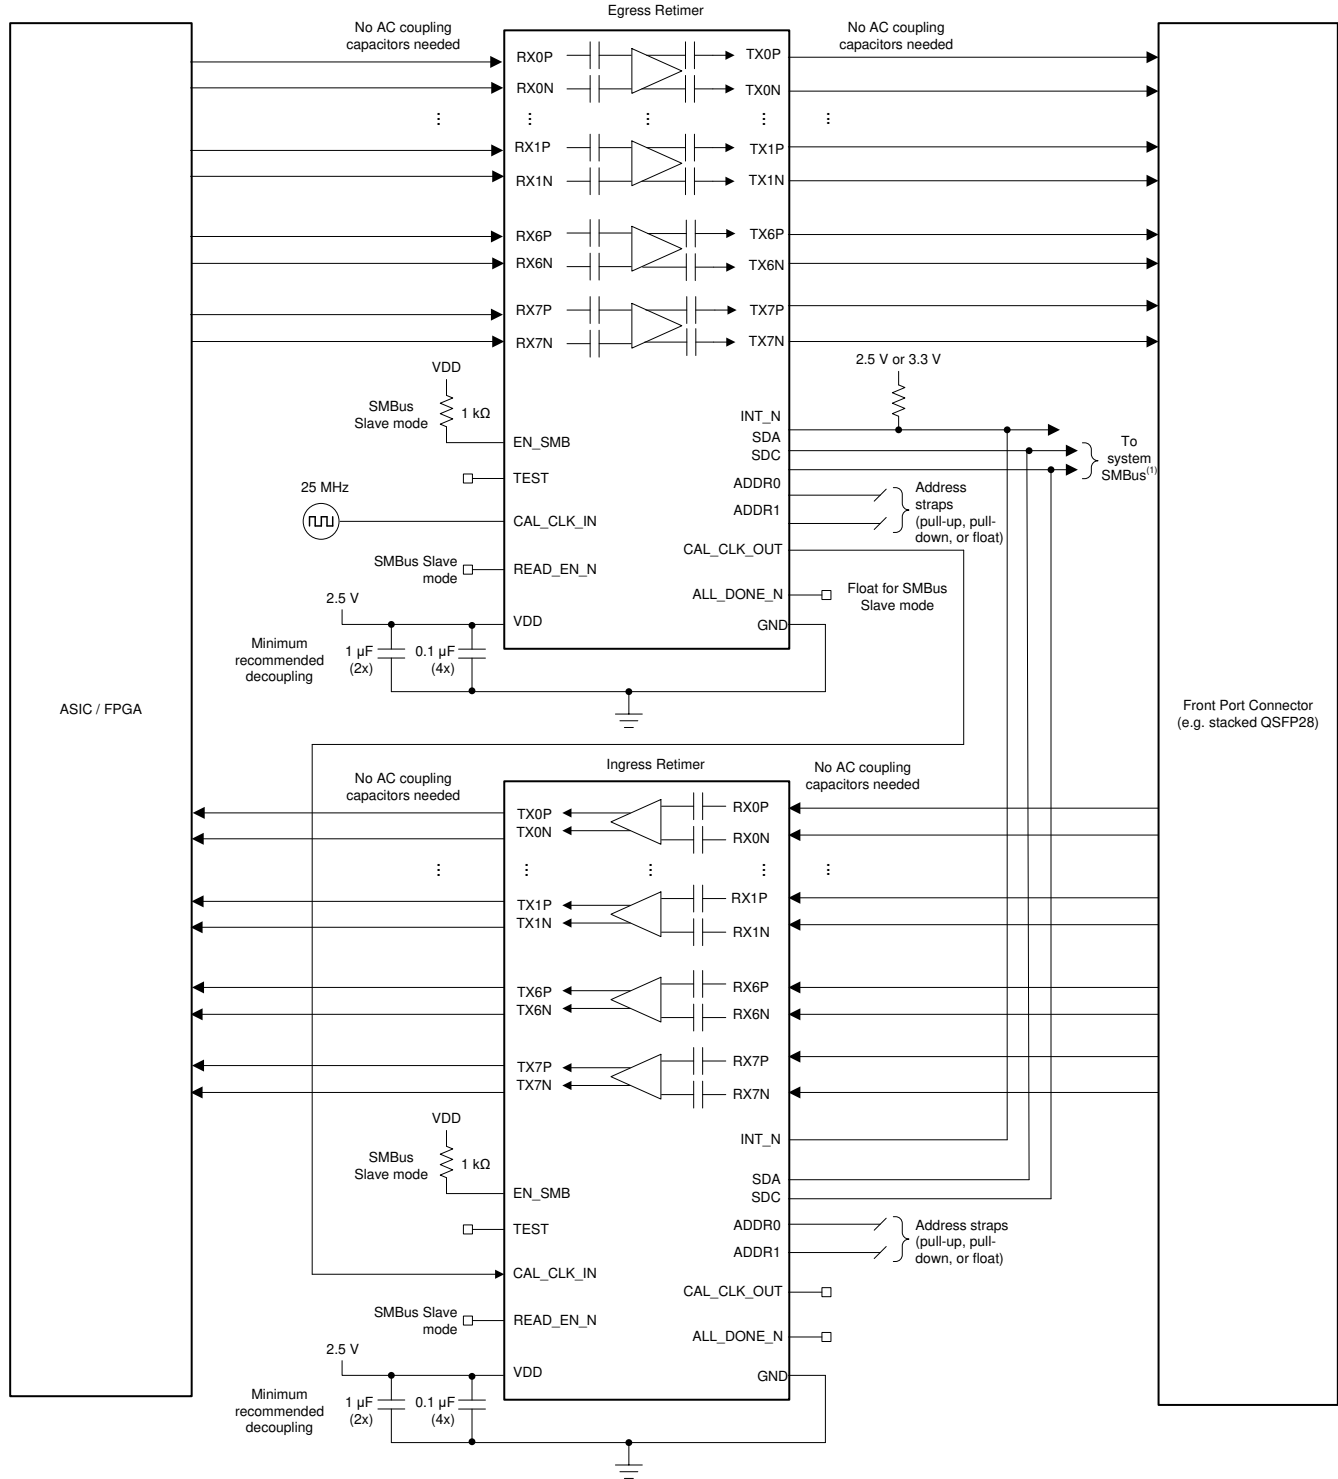 Egress Retimer
No AC coupling
capacitors needed
No AC coupling
capacitors needed
RX0P
TX0P
RX0N
TX0N
...
...
...
...
...
RX1P
TX1P
RX1N
TX1N
RX6P
TX6P
RX6N
TX6N
RX7P
TX7P
RX7N
TX7N
VDD
SMBus
Slave mode
1 kΩ
EN_SMB
TEST
25 MHz
CAL_CLK_IN
SMBus Slave
mode
READ_EN_N
2.5 V
VDD
Minimum
recommended
decoupling
1 µF
(2x)
0.1 µF
(4x)
2.5 V or 3.3 V
INT_N
SDA
SDC
To
system
SMBus(1)
ADDR0
ADDR1
Address
straps
(pull-up, pull-
down, or float)
CAL_CLK_OUT
ALL_DONE_N
Float for SMBus
Slave mode
GND
ASIC / FPGA
Front Port Connector
(e.g. stacked QSFP28)
Ingress Retimer
No AC coupling
capacitors needed
No AC coupling
capacitors needed
TX0P
RX0P
TX0N
RX0N
...
...
...
...
...
TX1P
RX1P
TX1N
RX1N
TX6P
RX6P
TX6N
RX6N
TX7P
RX7P
TX7N
RX7N
VDD
SMBus
Slave mode
1 kΩ
EN_SMB
TEST
CAL_CLK_IN
SMBus Slave
mode
READ_EN_N
2.5 V
VDD
Minimum
recommended
decoupling
1 µF
(2x)
0.1 µF
(4x)
INT_N
SDA
SDC
ADDR0
ADDR1
Address straps
(pull-up, pull-
down, or float)
CAL_CLK_OUT
ALL_DONE_N
GND